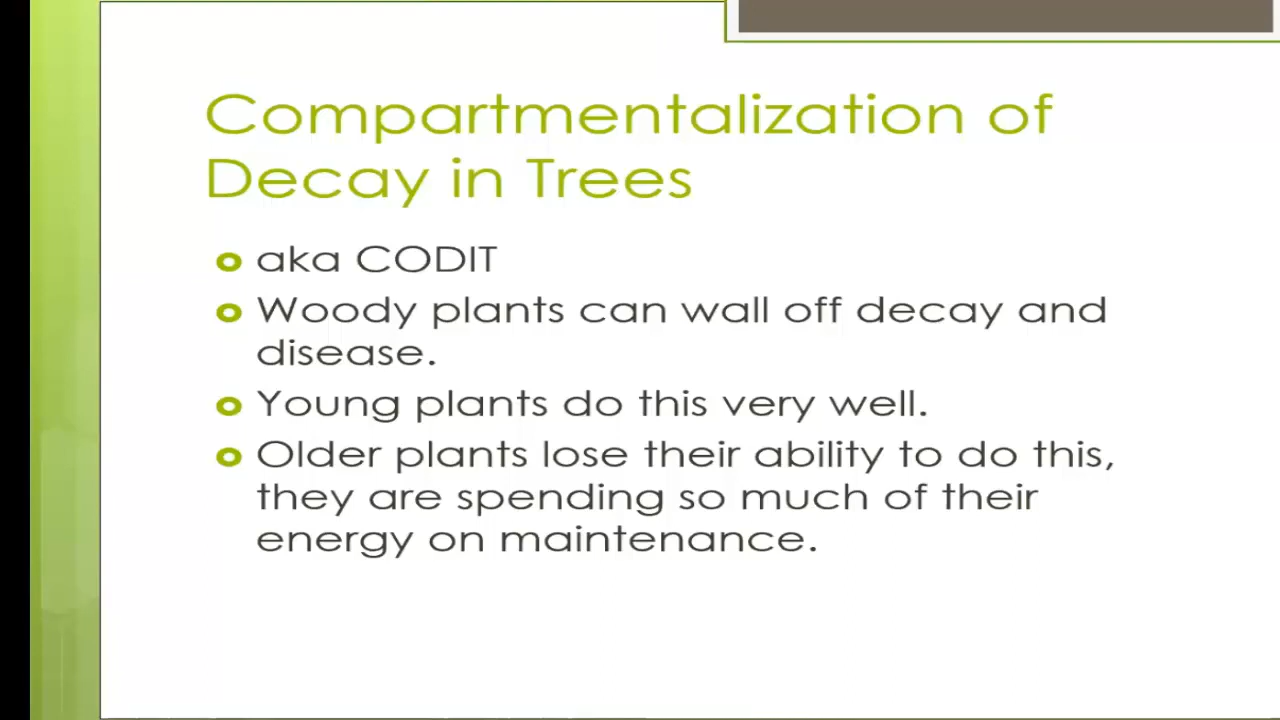 Compartmentalization of
Decay in Trees
aka CODIT
Woody plants can wall off decay and
disease.
Young plants do this very well.
Older plants lose their ability to do this,
they are spending so much of their
energy on maintenance.